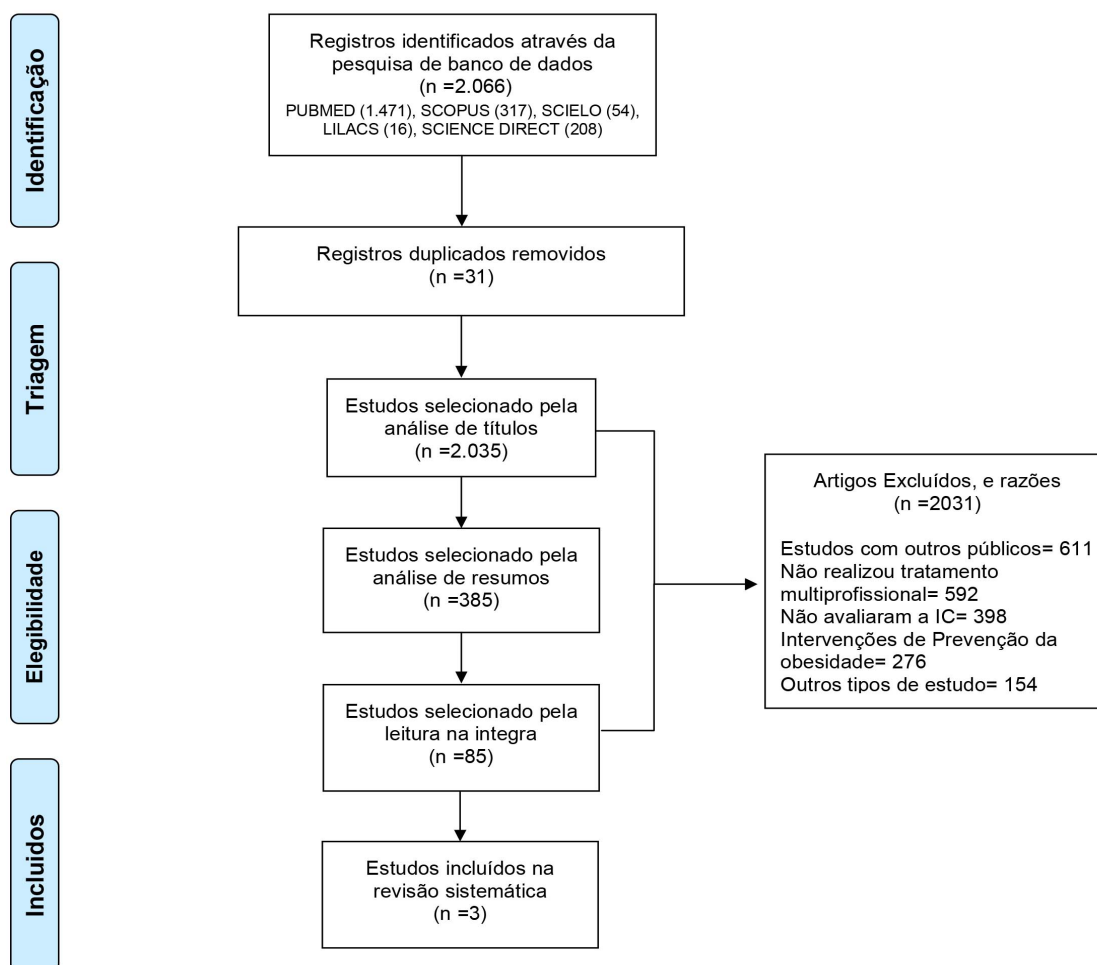 Identificação
Registros identificados através da
pesquisa de banco de dados
(n =2.066)
PUBMED (1.471), SCOPUS (317), SCIELO (54),
LILACS (16), SCIENCE DIRECT (208)
Registros duplicados removidos
(n =31)
Triagem
Estudos selecionado pela
análise de títulos
(n =2.035)
Artigos Excluídos, e razões
(n =2031)
Estudos com outros públicos= 611
Não realizou tratamento
multiprofissional= 592
Não avaliaram a IC= 398
Intervenções de Prevenção da
obesidade= 276
Outros tipos de estudo= 154
Elegibilidade
Estudos selecionado pela
análise de resumos
(n =385)
Estudos selecionado pela
leitura na integra
(n =85)
Incluidos
Estudos incluídos na
revisão sistemática
(n =3)